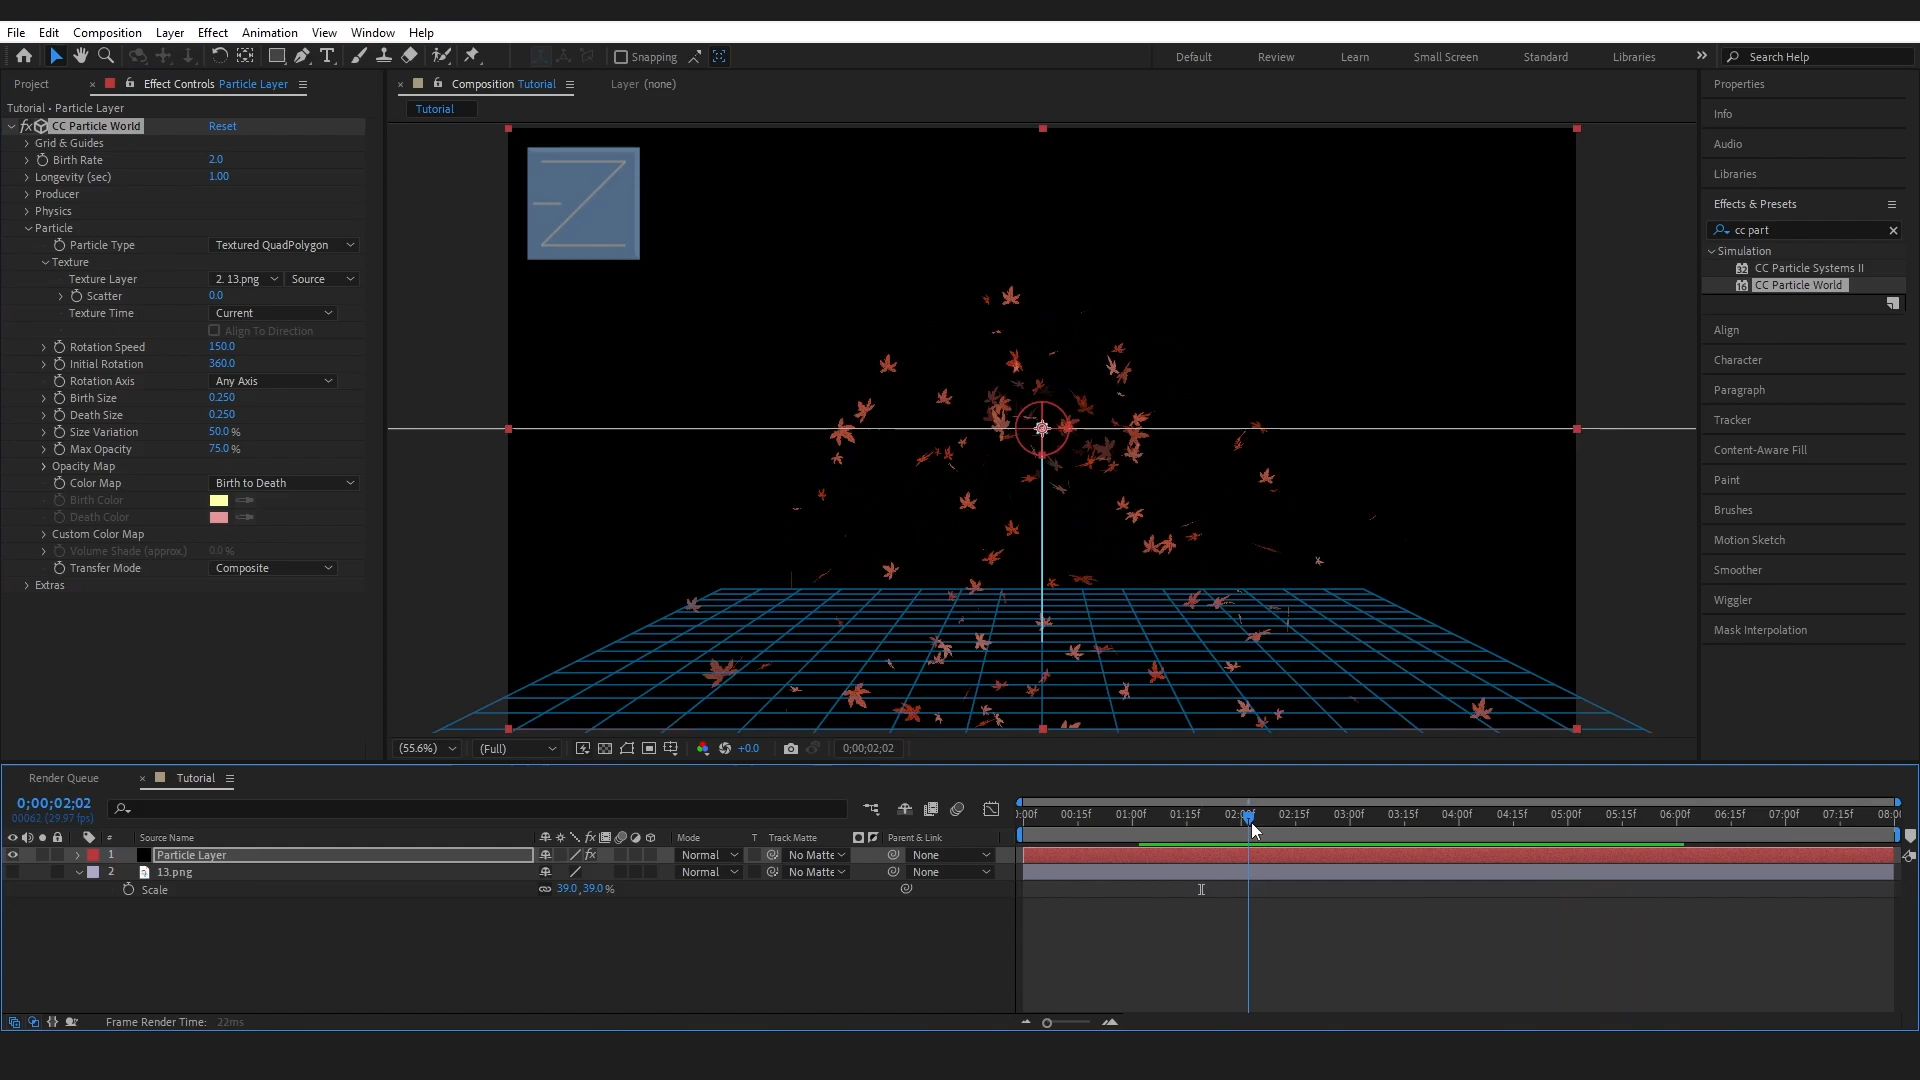 File Edit Composition Layer Effect Animation View Window Help
Snapping
Default Review Learn Small Screen Standard Libraries
Search Help
Project
Effect Controls Particle Layer
Composition Tutorial
Layer (none)
Tutorial • Particle Layer
Tutorial
fx CC Particle World Reset
Grid & Guides
Birth Rate 2.0
Longevity (sec) 1.00
Producer
Physics
Particle
Particle Type Textured QuadPolygon
Texture
Texture Layer 2. 13.png Source
Scatter 0.0
Texture Time Current
Align To Direction
Rotation Speed 150.0
Initial Rotation 360.0
Rotation Axis Any Axis
Birth Size 0.250
Death Size 0.250
Size Variation 50.0 %
Max Opacity 75.0 %
Opacity Map
Color Map Birth to Death
Birth Color
Death Color
Custom Color Map
Volume Shade (approx.) 0.0 %
Transfer Mode Composite
Extras
Properties
Info
Audio
Libraries
Effects & Presets
cc part
Simulation
32 CC Particle Systems II
16 CC Particle World
Align
Character
Paragraph
Tracker
Content-Aware Fill
Paint
Brushes
Motion Sketch
Smoother
Wiggler
Mask Interpolation
(55.6%) (Full) +0.0 0;00;02;02
Render Queue
Tutorial
0;00;02;02
00062 (29.97 fps)
:00f 00:15f 01:00f 01:15f 02:00f 02:15f 03:00f 03:15f 04:00f 04:15f 05:00f 05:15f 06:00f 06:15f 07:00f 07:15f 08:00
# Source Name fx Mode T Track Matte Parent & Link
1 Particle Layer fx Normal No Matte None
2 13.png Normal No Matte None
Scale 39.0, 39.0 %
Frame Render Time: 22ms